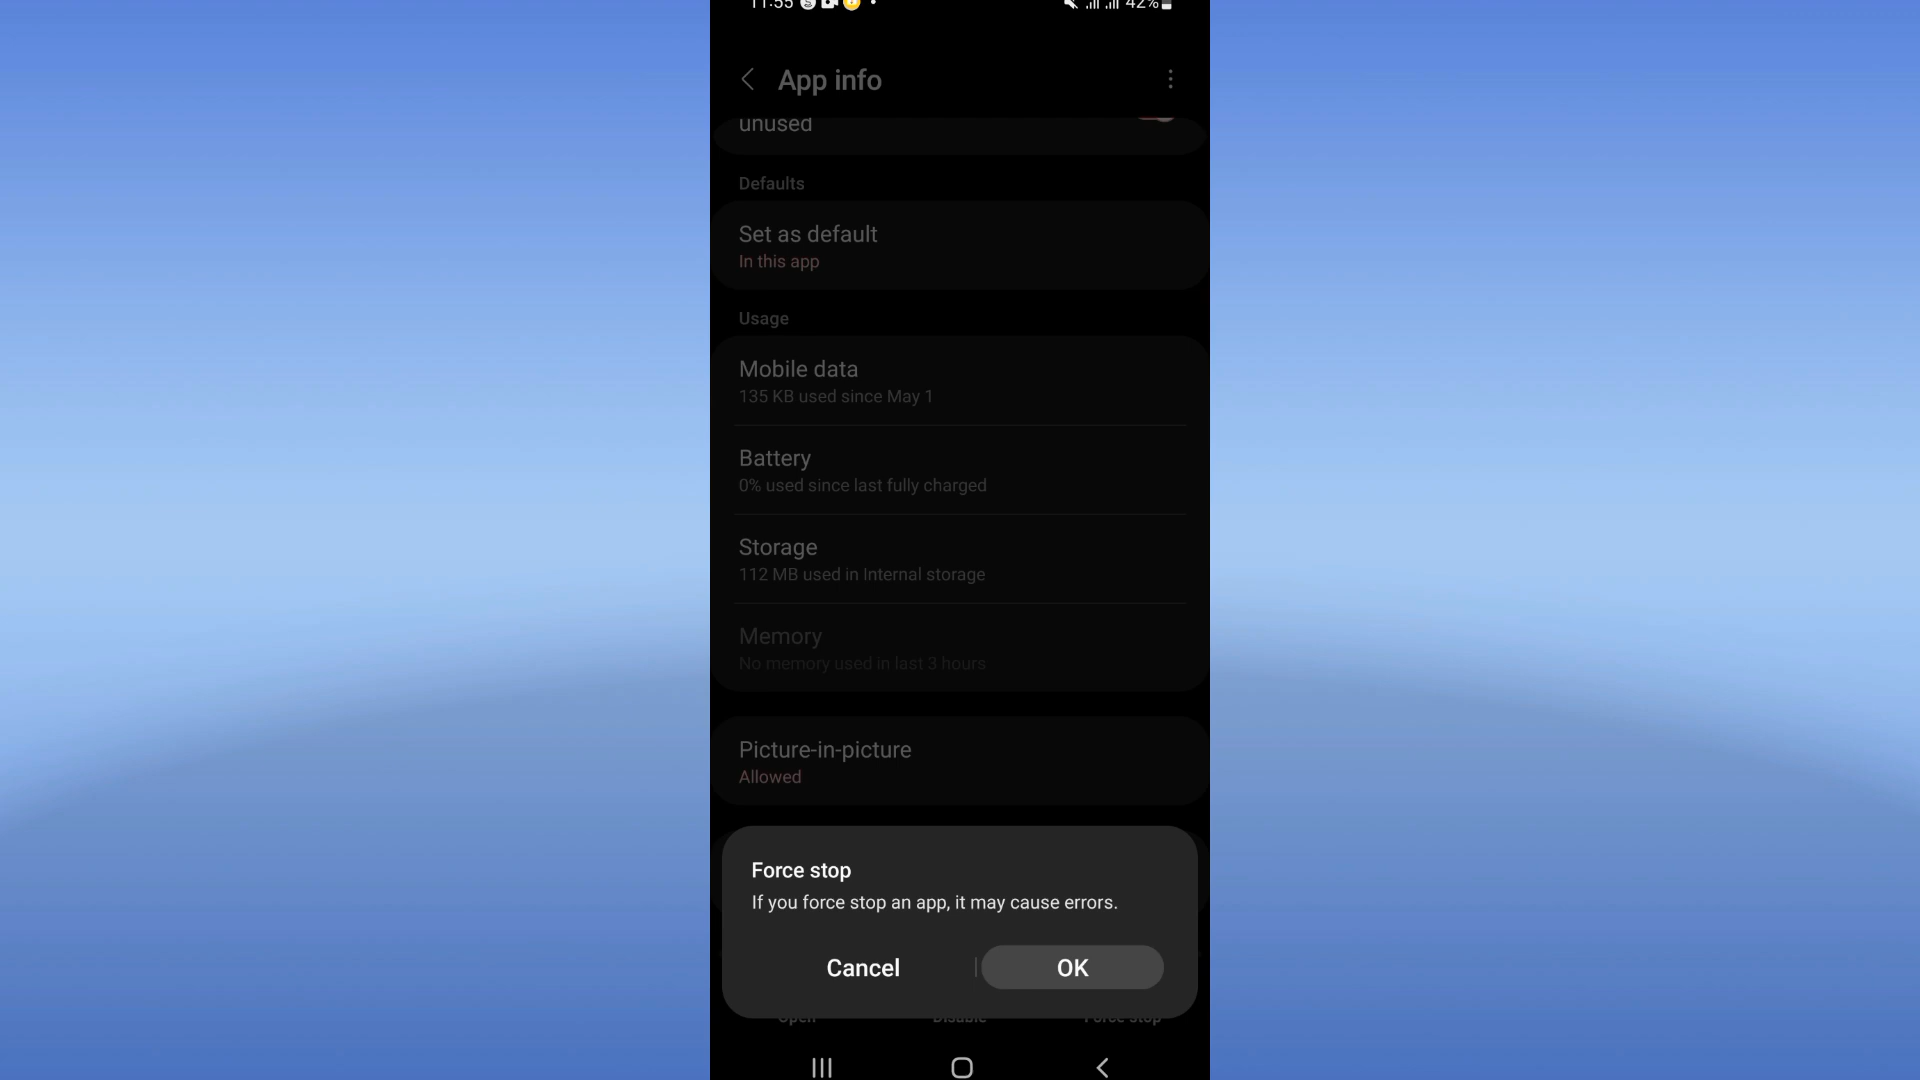 11:55 42%
App info
unused
Defaults
Set as default
In this app
Usage
Mobile data
135 KB used since May 1
Battery
0% used since last fully charged
Storage
112 MB used in Internal storage
Memory
No memory used in last 3 hours
Picture-in-picture
Allowed
Force stop
If you force stop an app, it may cause errors.
Cancel OK
Open Disable Force stop